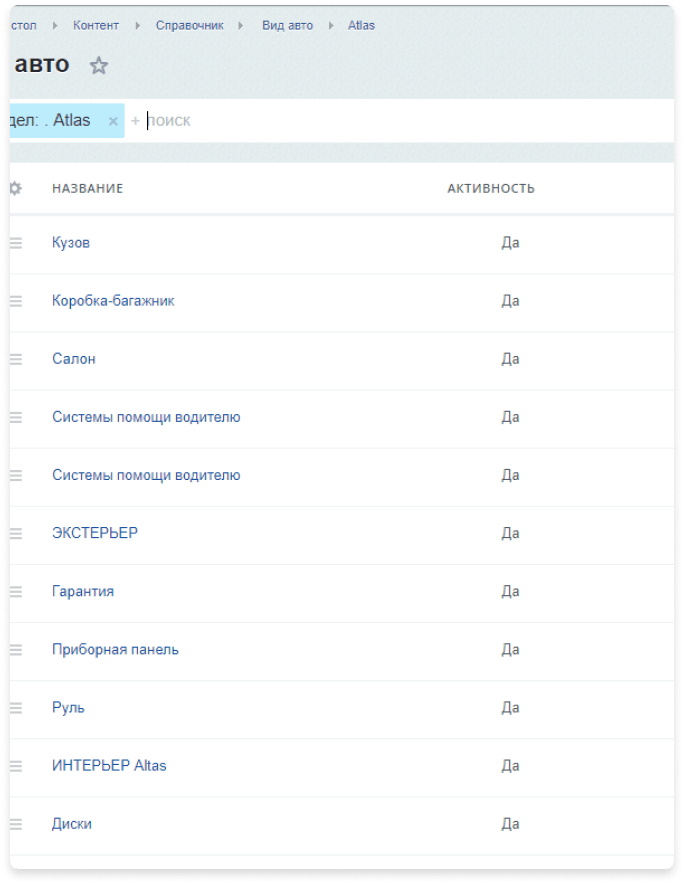 стол Контент Справочник Вид авто Atlas
авто
дел: . Atlas × + поиск
НАЗВАНИЕ АКТИВНОСТЬ
Кузов Да
Коробка-багажник Да
Салон Да
Системы помощи водителю Да
Системы помощи водителю Да
ЭКСТЕРЬЕР Да
Гарантия Да
Приборная панель Да
Руль Да
ИНТЕРЬЕР Altas Да
Диски Да